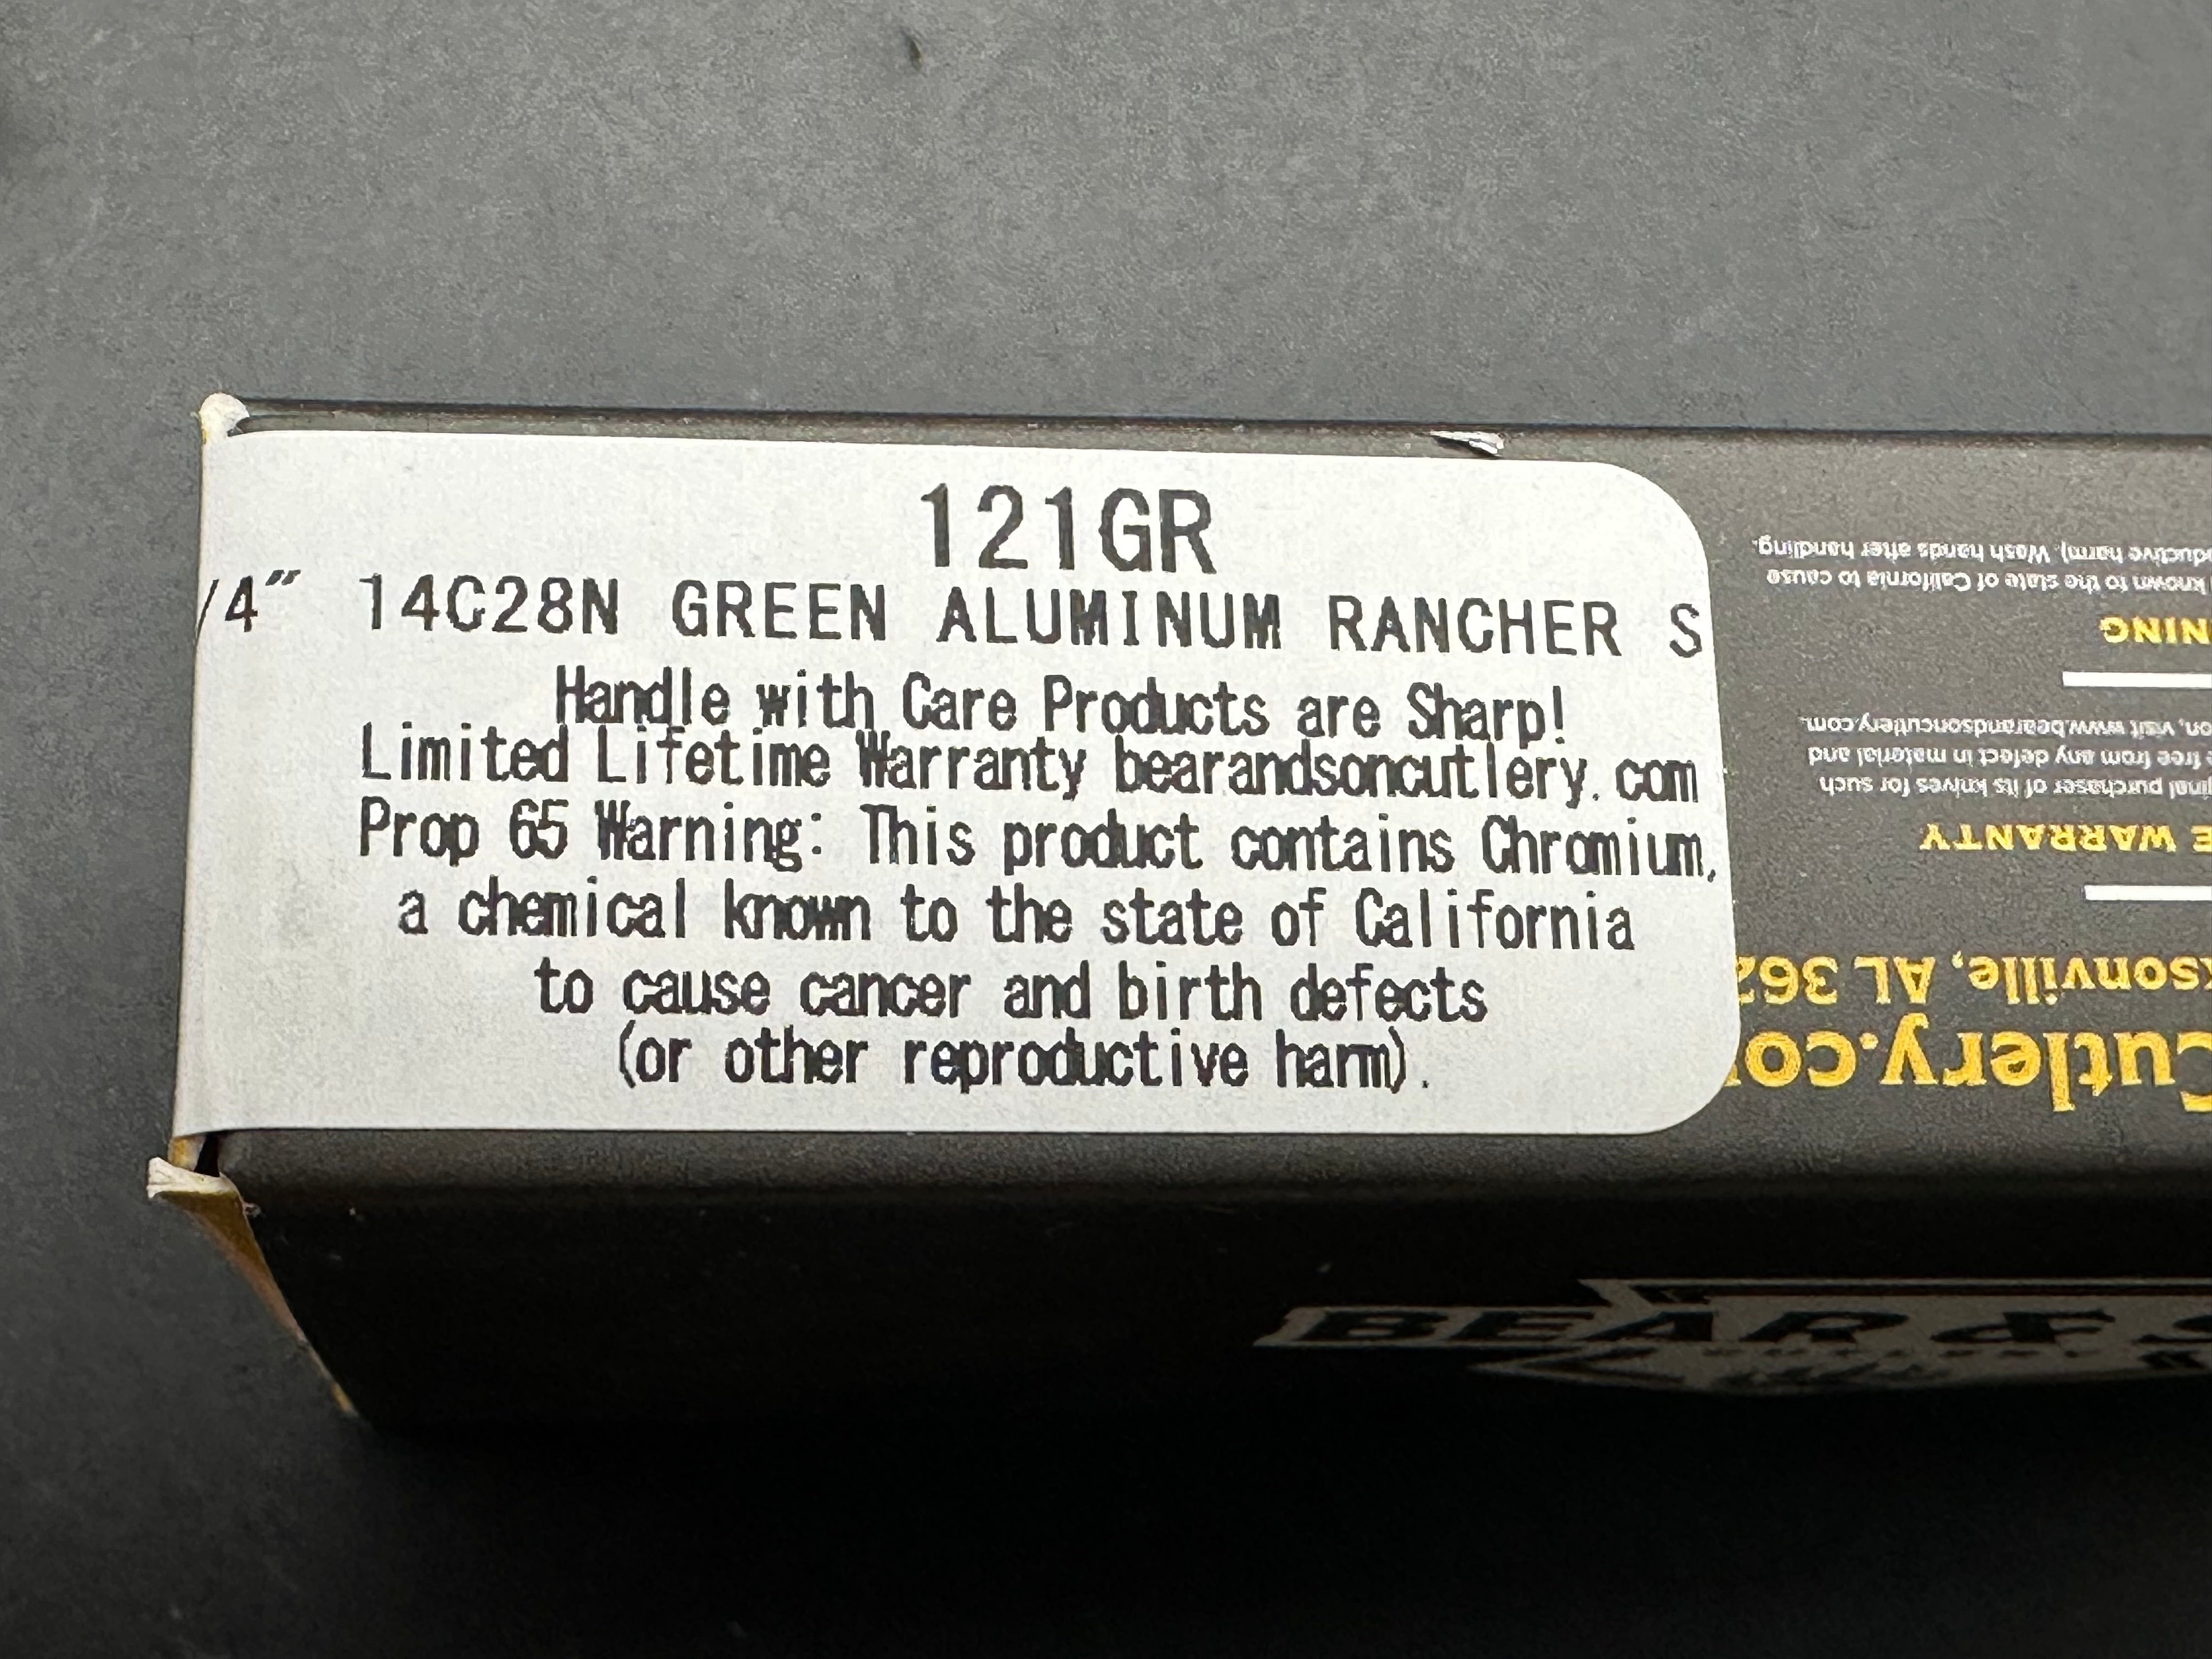 121GR
/4" 14C28N GREEN ALUMINUM RANCHER S
Handle with Care Products are Sharp!
Limited Lifetime Warranty bearandsoncutlery.com
Prop 65 Warning: This product contains Chromium,
a chemical known to the state of California
to cause cancer and birth defects
(or other reproductive harm).
Cutlery.co
sonville, AL 362
E WARRANTY
purchaser of its knives for such
free from any defect in material and
on, visit www.bearandsoncutlery.com.
NING
known to the state of California to cause
ductive harm). Wash hands after handling.
BEAR & S